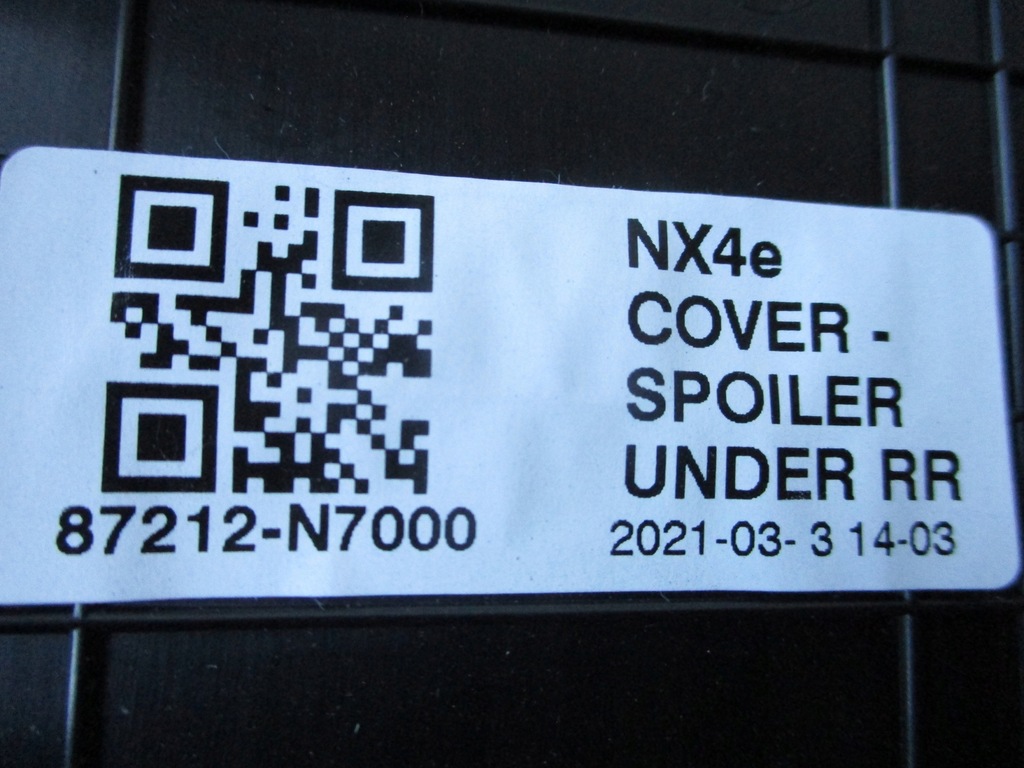 NX4e
COVER -
SPOILER
UNDER RR
87212-N7000
2021-03- 3 14-03